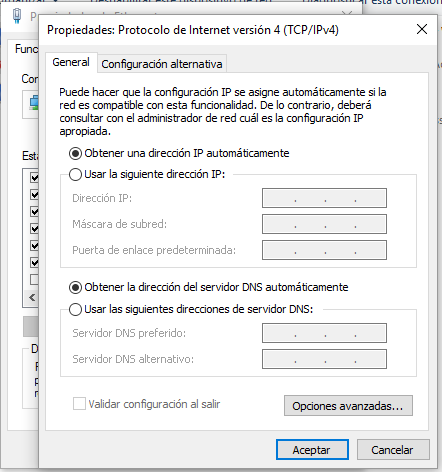 Propiedades: Protocolo de Internet versión 4 (TCP/IPv4)
General
Configuración alternativa
Puede hacer que la configuración IP se asigne automáticamente si la
red es compatible con esta funcionalidad. De lo contrario, deberá
consultar con el administrador de red cuál es la configuración IP
apropiada.
Obtener una dirección IP automáticamente
Usar la siguiente dirección IP:
Dirección IP:
Máscara de subred:
Puerta de enlace predeterminada:
Obtener la dirección del servidor DNS automáticamente
Usar las siguientes direcciones de servidor DNS:
Servidor DNS preferido:
Servidor DNS alternativo:
Validar configuración al salir
Opciones avanzadas...
Aceptar
Cancelar